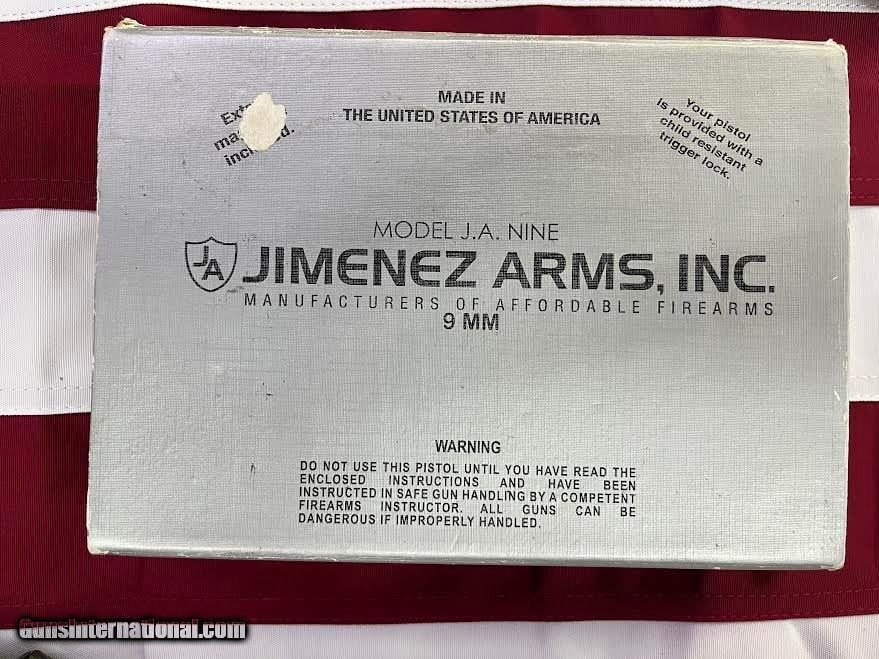 MADE IN
THE UNITED STATES OF AMERICA
inc
Your pistol
is provided with a
child resistant
trigger lock.
MODEL J.A. NINE
JA
JIMENEZ ARMS, INC.
MANUFACTURERS OF AFFORDABLE FIREARMS
9 MM
WARNING
DO NOT USE THIS PISTOL UNTIL YOU HAVE READ THE
ENCLOSED INSTRUCTIONS AND HAVE BEEN
INSTRUCTED IN SAFE GUN HANDLING BY A COMPETENT
FIREARMS INSTRUCTOR. ALL GUNS CAN BE
DANGEROUS IF IMPROPERLY HANDLED.
GunsInternational.com